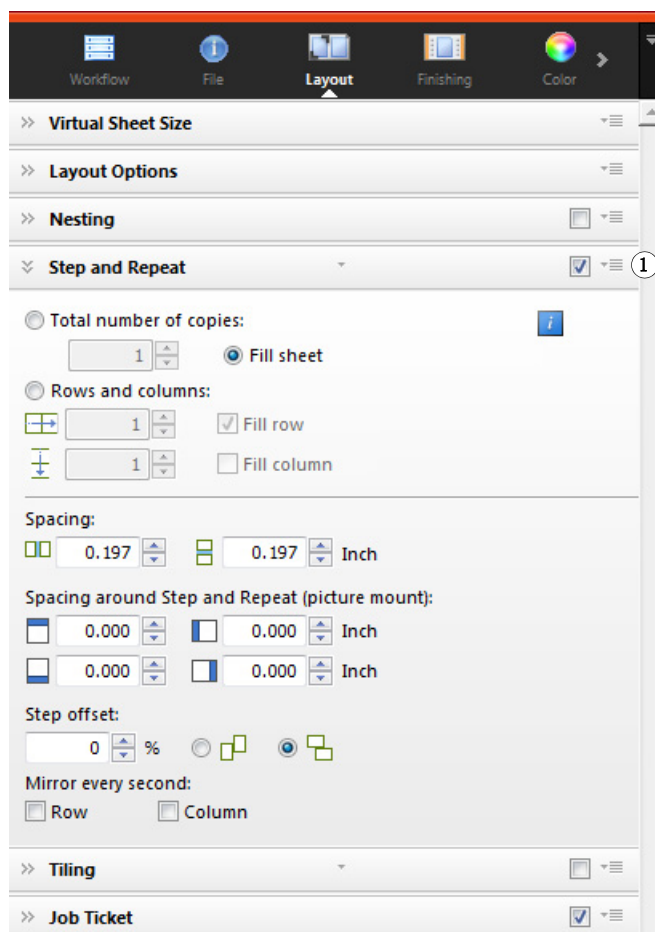 Workflow File Layout Finishing Color
Virtual Sheet Size
Layout Options
Nesting
Step and Repeat 1
Total number of copies:
1 Fill sheet
Rows and columns:
1 Fill row
1 Fill column
Spacing:
0.197 0.197 Inch
Spacing around Step and Repeat (picture mount):
0.000 0.000 Inch
0.000 0.000 Inch
Step offset:
0 %
Mirror every second:
Row Column
Tiling
Job Ticket